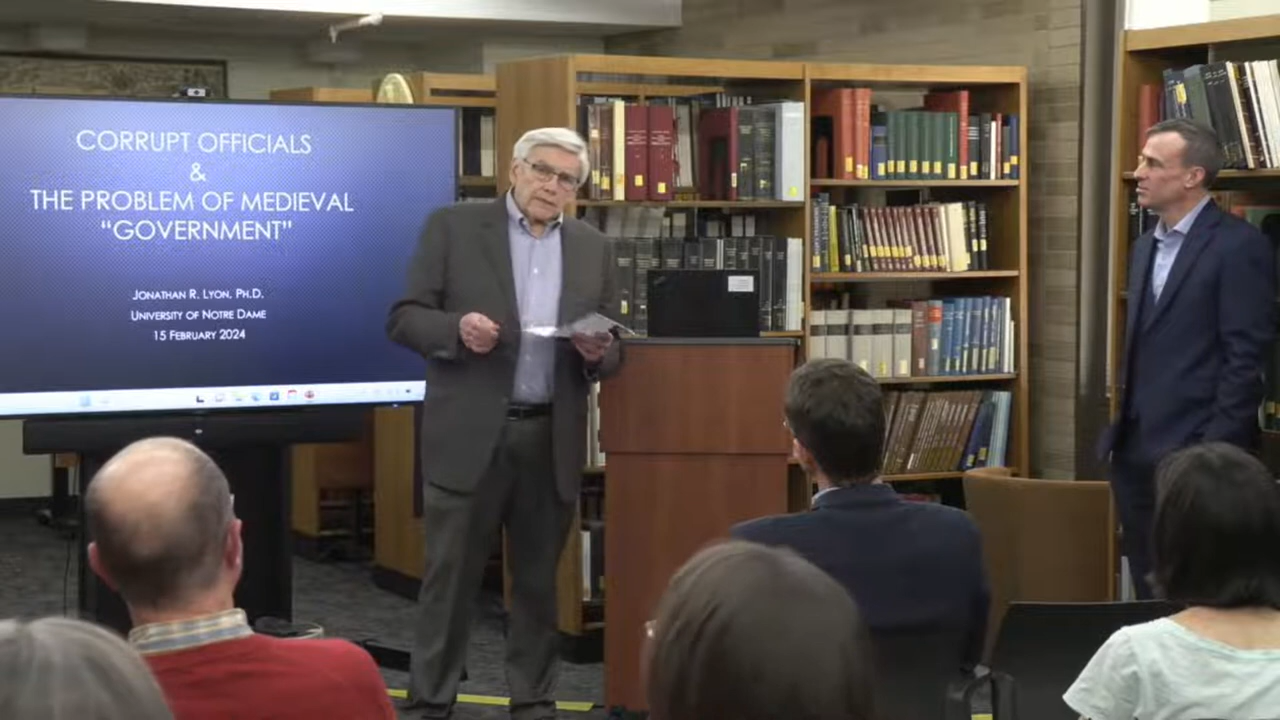 CORRUPT OFFICIALS
&
THE PROBLEM OF MEDIEVAL
“GOVERNMENT”
JONATHAN R. LYON, PH.D.
UNIVERSITY OF NOTRE DAME
15 FEBRUARY 2024